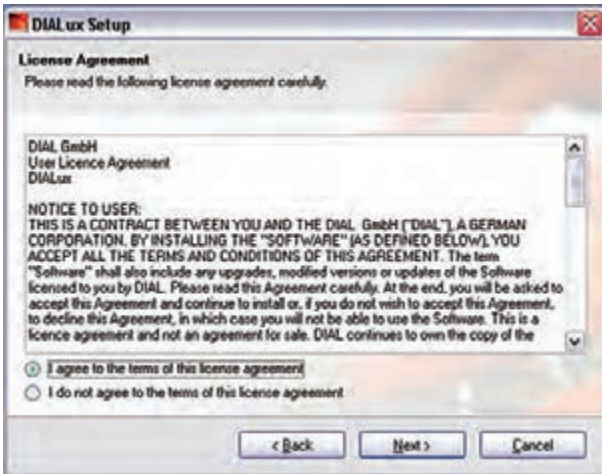 DIALux Setup
License Agreement
Please read the following license agreement carefully.
DIAL GmbH
User Licence Agreement
DIALux
NOTICE TO USER:
THIS IS A CONTRACT BETWEEN YOU AND THE DIAL GmbH ("DIAL"), A GERMAN
CORPORATION. BY INSTALLING THE "SOFTWARE" (AS DEFINED BELOW), YOU
ACCEPT ALL THE TERMS AND CONDITIONS OF THIS AGREEMENT. The term
"Software" shall also include any upgrades, modified versions or updates of the Software
licensed to you by DIAL. Please read this Agreement carefully. At the end, you will be asked to
accept this Agreement and continue to install or, if you do not wish to accept this Agreement,
to decline this Agreement, in which case you will not be able to use the Software. This is a
licence agreement and not an agreement for sale. DIAL continues to own the copy of the
I agree to the terms of this license agreement
I do not agree to the terms of this license agreement
< Back Next > Cancel